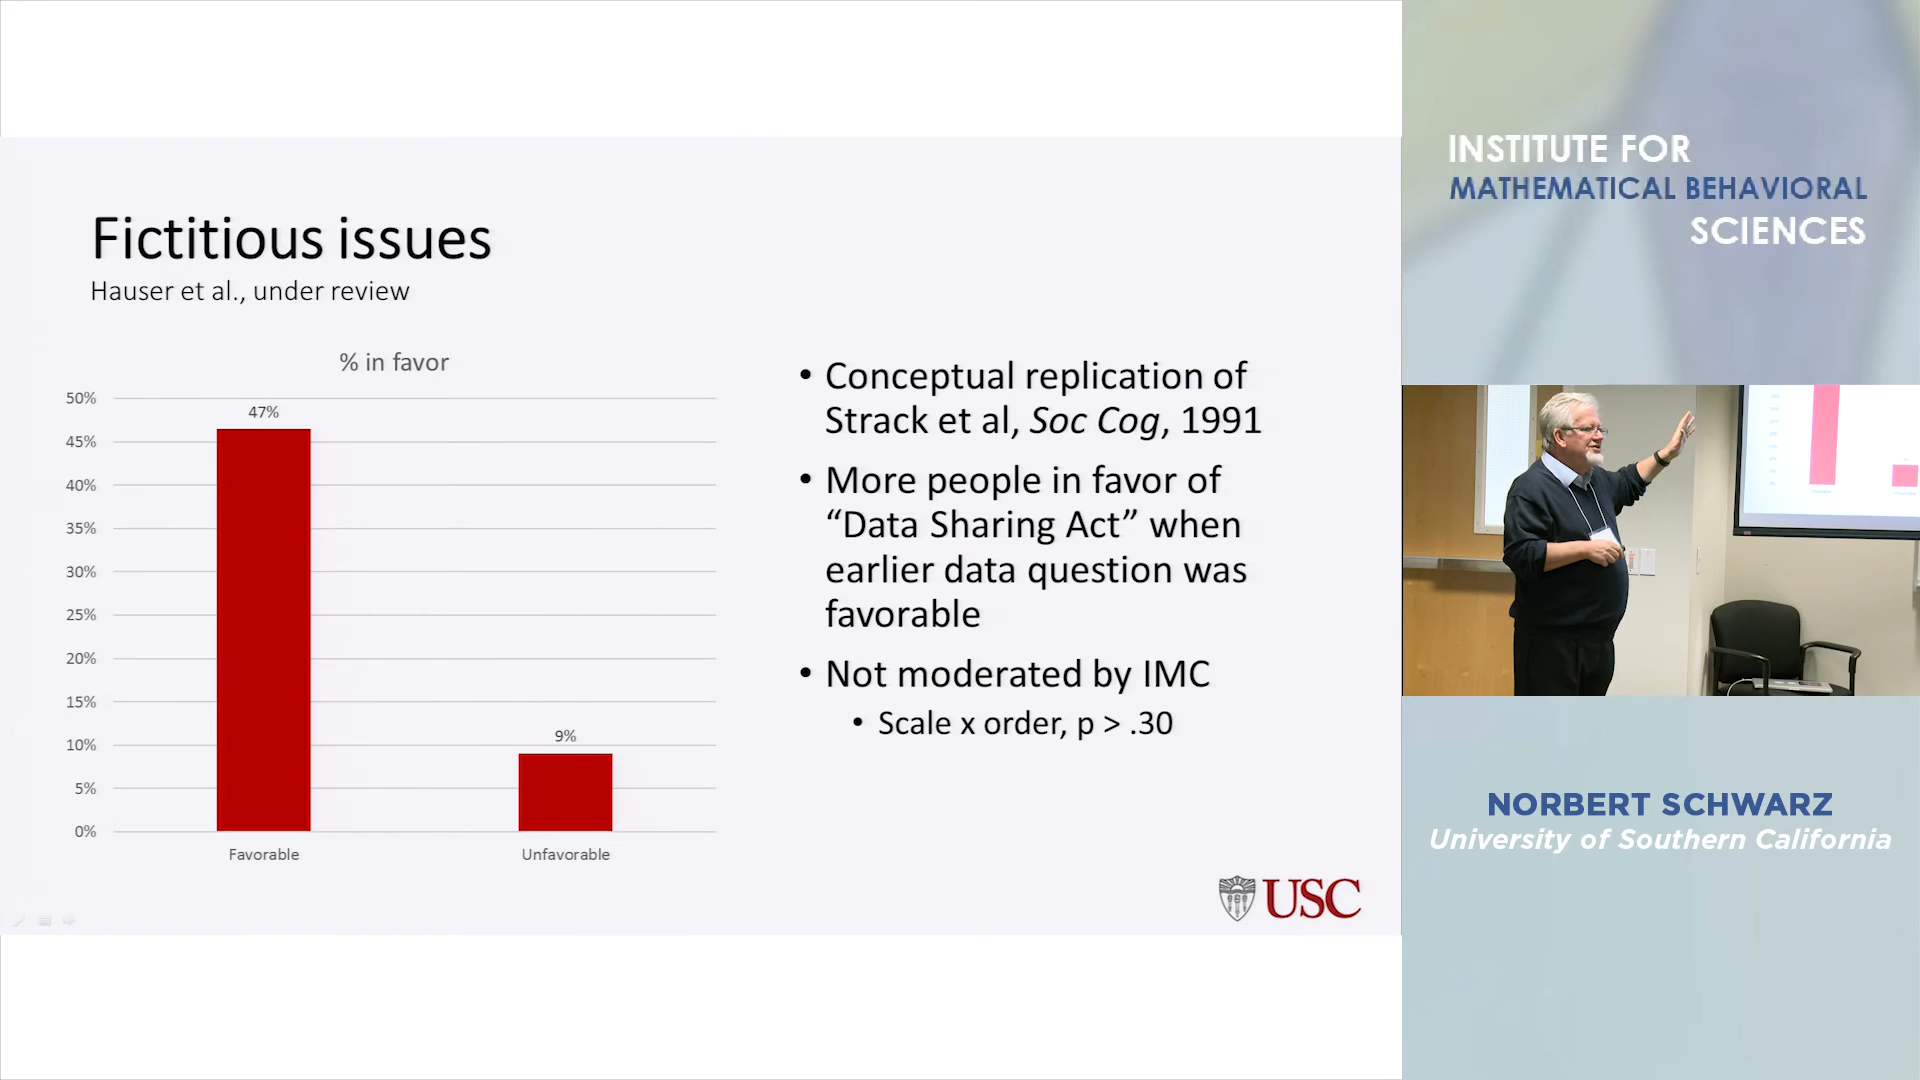 Fictitious issues
Hauser et al., under review
% in favor
50%
45%
40%
35%
30%
25%
20%
15%
10%
5%
0%
47%
9%
Favorable
Unfavorable
• Conceptual replication of
Strack et al, Soc Cog, 1991
• More people in favor of
“Data Sharing Act” when
earlier data question was
favorable
• Not moderated by IMC
• Scale x order, p > .30
USC
INSTITUTE FOR
MATHEMATICAL BEHAVIORAL
SCIENCES
NORBERT SCHWARZ
University of Southern California